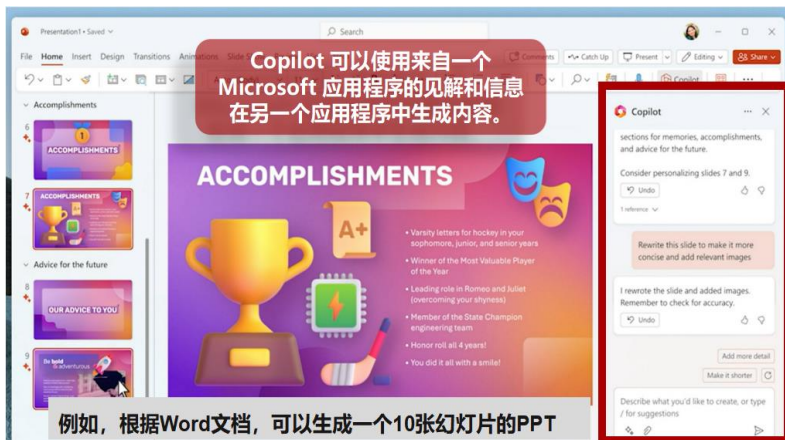 Presentation1 • Saved
Search
File Home Insert Design Transitions Animations Slide Show
Comments
Catch Up
Present
Editing
Share
Copilot
Copilot 可以使用来自一个
Microsoft 应用程序的见解和信息
在另一个应用程序中生成内容。
Accomplishments
6
1
ACCOMPLISHMENTS
7
ACCOMPLISHMENTS
Advice for the future
8
OUR ADVICE TO YOU
9
Be bold
& adventurous
ACCOMPLISHMENTS
A+
• Varsity letters for hockey in your
sophomore, junior, and senior years
• Winner of the Most Valuable Player
of the Year
• Leading role in Romeo and Juliet
(overcoming your shyness)
• Member of the State Champion
engineering team
• Honor roll all 4 years!
• You did it all with a smile!
Copilot
sections for memories, accomplishments,
and advice for the future.
Consider personalizing slides 7 and 9.
Undo
1 reference
Rewrite this slide to make it more
concise and add relevant images
I rewrote the slide and added images.
Remember to check for accuracy.
Undo
Add more detail
Make it shorter
Describe what you'd like to create, or type
/ for suggestions
例如，根据Word文档，可以生成一个10张幻灯片的PPT